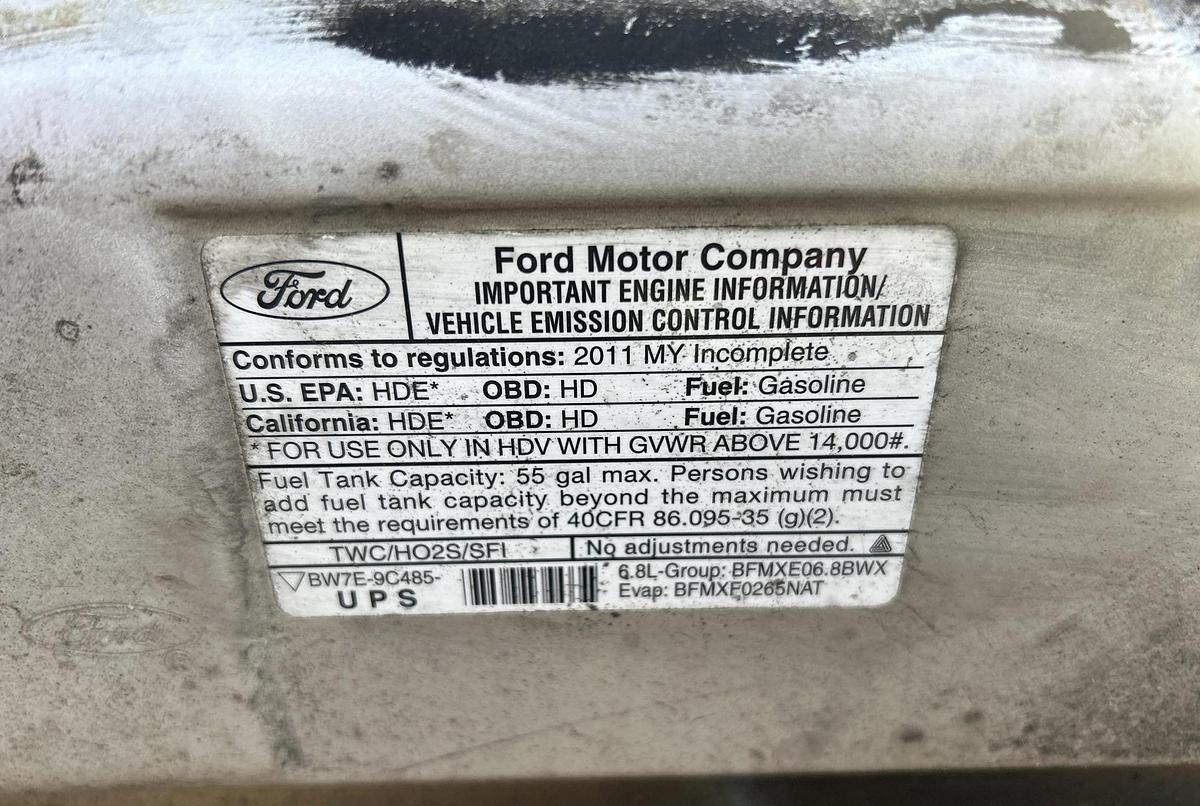 Ford
Ford Motor Company
IMPORTANT ENGINE INFORMATION/
VEHICLE EMISSION CONTROL INFORMATION
Conforms to regulations: 2011 MY Incomplete
U.S. EPA: HDE* OBD: HD Fuel: Gasoline
California: HDE* OBD: HD Fuel: Gasoline
* FOR USE ONLY IN HDV WITH GVWR ABOVE 14,000#.
Fuel Tank Capacity: 55 gal max. Persons wishing to
add fuel tank capacity beyond the maximum must
meet the requirements of 40CFR 86.095-35 (g)(2).
TWC/HO2S/SFI No adjustments needed.
BW7E-9C485- 6.8L-Group: BFMXE06.8BWX
UPS Evap: BFMXF0265NAT
Ford